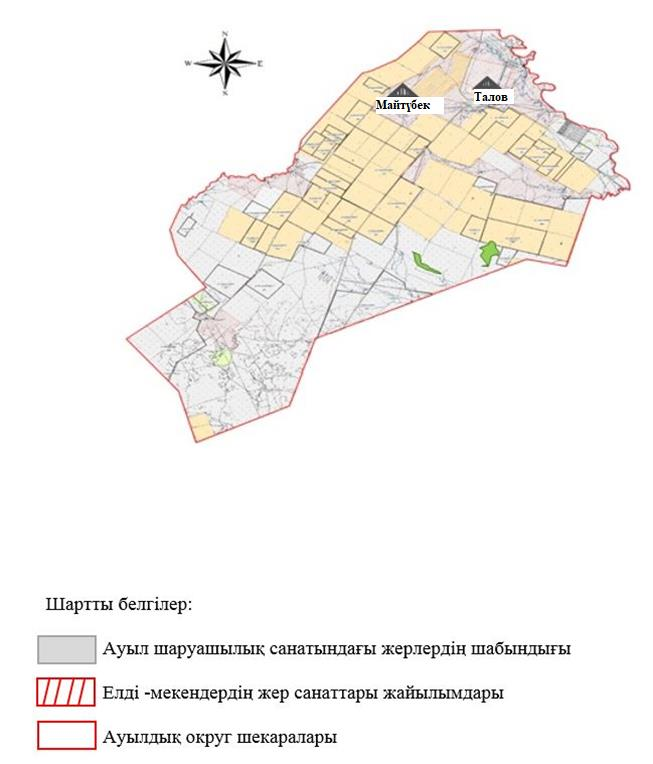 N
W E
S
Майтүбек
Талов
Шартты белгілер:
Ауыл шаруашылық санатындағы жерлердің шабындығы
Елді -мекендердің жер санаттары жайылымдары
Ауылдық округ шекаралары